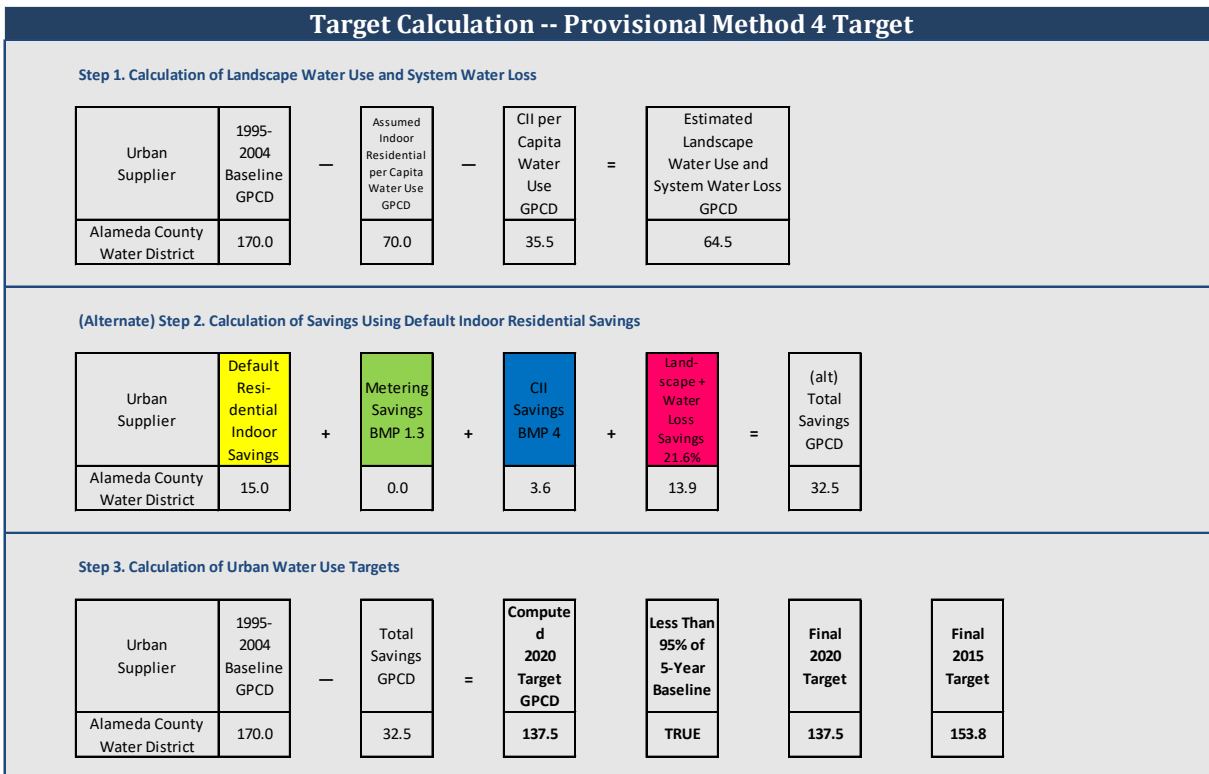 Target Calculation -- Provisional Method 4 Target
Step 1. Calculation of Landscape Water Use and System Water Loss
Urban
Supplier
1995-
2004
Baseline
GPCD
—
Assumed
Indoor
Residential
per Capita
Water Use
GPCD
—
CII per
Capita
Water
Use
GPCD
=
Estimated
Landscape
Water Use and
System Water Loss
GPCD
Alameda County
Water District
170.0
70.0
35.5
64.5
(Alternate) Step 2. Calculation of Savings Using Default Indoor Residential Savings
Urban
Supplier
Default
Resi-
dential
Indoor
Savings
+
Metering
Savings
BMP 1.3
+
CII
Savings
BMP 4
+
Land-
scape +
Water
Loss
Savings
21.6%
=
(alt)
Total
Savings
GPCD
Alameda County
Water District
15.0
0.0
3.6
13.9
32.5
Step 3. Calculation of Urban Water Use Targets
Urban
Supplier
1995-
2004
Baseline
GPCD
—
Total
Savings
GPCD
=
Compute
d
2020
Target
GPCD
Less Than
95% of
5-Year
Baseline
Final
2020
Target
Final
2015
Target
Alameda County
Water District
170.0
32.5
137.5
TRUE
137.5
153.8